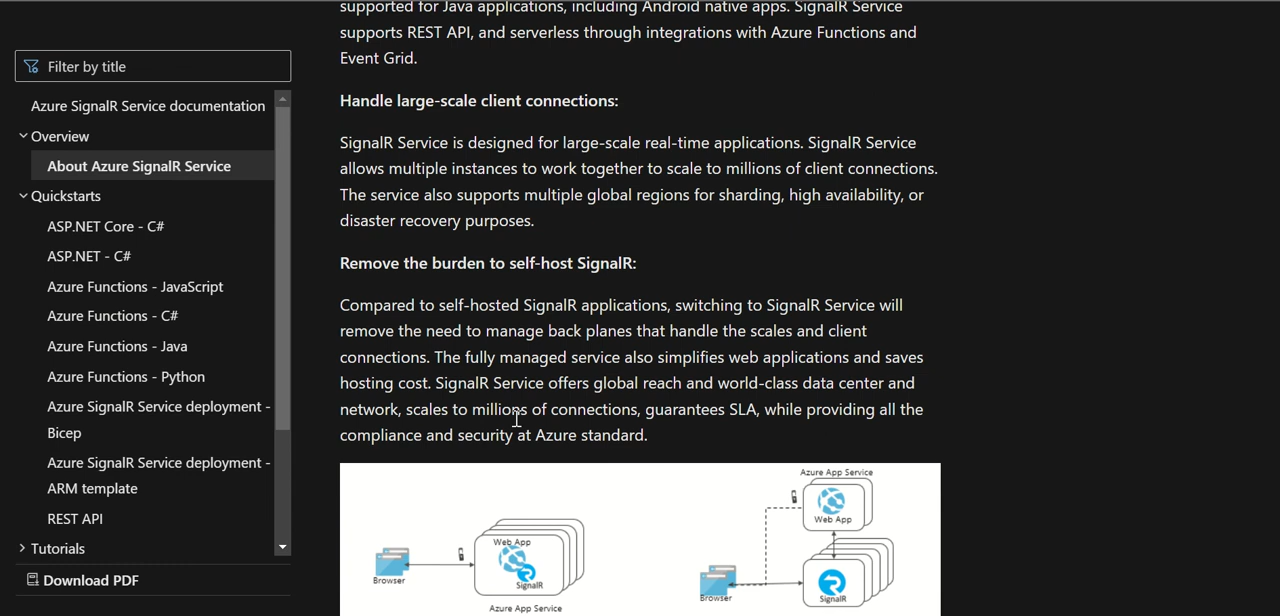 Filter by title
Azure SignalR Service documentation
Overview
About Azure SignalR Service
Quickstarts
ASP.NET Core - C#
ASP.NET - C#
Azure Functions - JavaScript
Azure Functions - C#
Azure Functions - Java
Azure Functions - Python
Azure SignalR Service deployment -
Bicep
Azure SignalR Service deployment -
ARM template
REST API
Tutorials
Download PDF
supported for Java applications, including Android native apps. SignalR Service
supports REST API, and serverless through integrations with Azure Functions and
Event Grid.
Handle large-scale client connections:
SignalR Service is designed for large-scale real-time applications. SignalR Service
allows multiple instances to work together to scale to millions of client connections.
The service also supports multiple global regions for sharding, high availability, or
disaster recovery purposes.
Remove the burden to self-host SignalR:
Compared to self-hosted SignalR applications, switching to SignalR Service will
remove the need to manage back planes that handle the scales and client
connections. The fully managed service also simplifies web applications and saves
hosting cost. SignalR Service offers global reach and world-class data center and
network, scales to millions of connections, guarantees SLA, while providing all the
compliance and security at Azure standard.
Browser
Web App
SignalR
Azure App Service
Azure App Service
Web App
Browser
SignalR